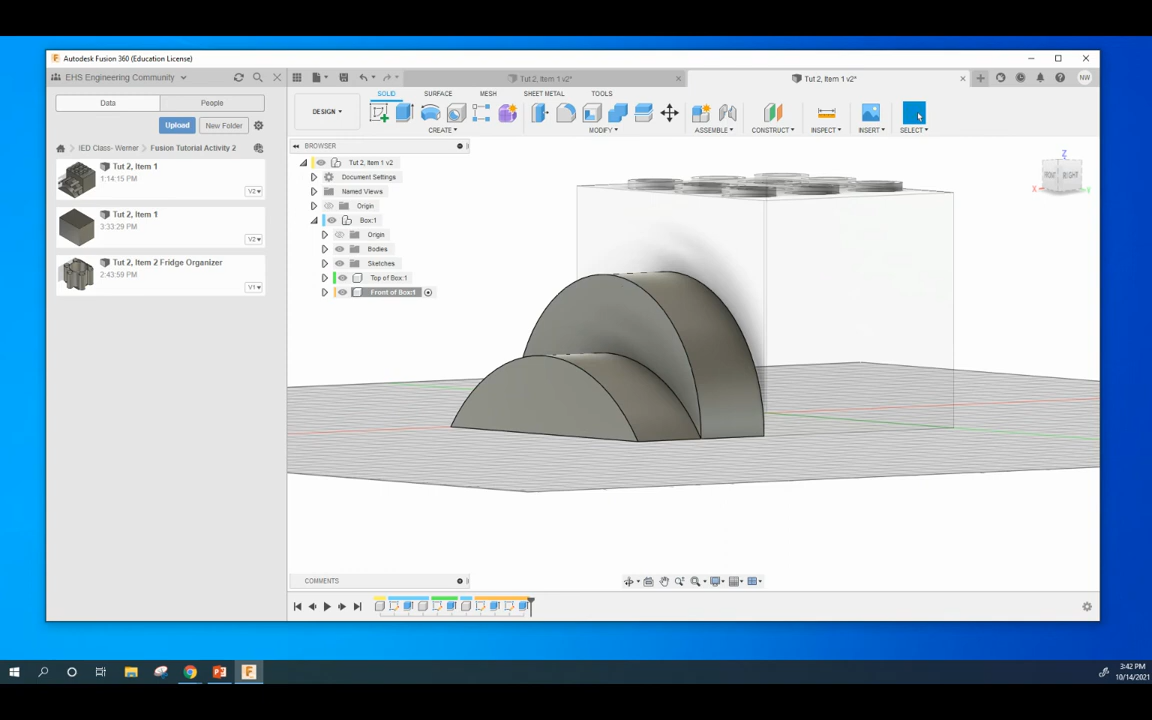 Autodesk Fusion 360 (Education License)
EHS Engineering Community
Tut 2, Item 1 v2*
Tut 2, Item 1 v2*
NW
Data
People
Upload
New Folder
IED Class- Werner
Fusion Tutorial Activity 2
Tut 2, Item 1
1:14:15 PM
V2
Tut 2, Item 1
3:33:29 PM
V2
Tut 2, Item 2 Fridge Organizer
2:43:59 PM
V1
DESIGN
SOLID
SURFACE
MESH
SHEET METAL
TOOLS
CREATE
MODIFY
ASSEMBLE
CONSTRUCT
INSPECT
INSERT
SELECT
BROWSER
Tut 2, Item 1 v2
Document Settings
Named Views
Origin
Box:1
Origin
Bodies
Sketches
Top of Box:1
Front of Box:1
Z
FRONT
RIGHT
X
Y
COMMENTS
3:42 PM
10/14/2021